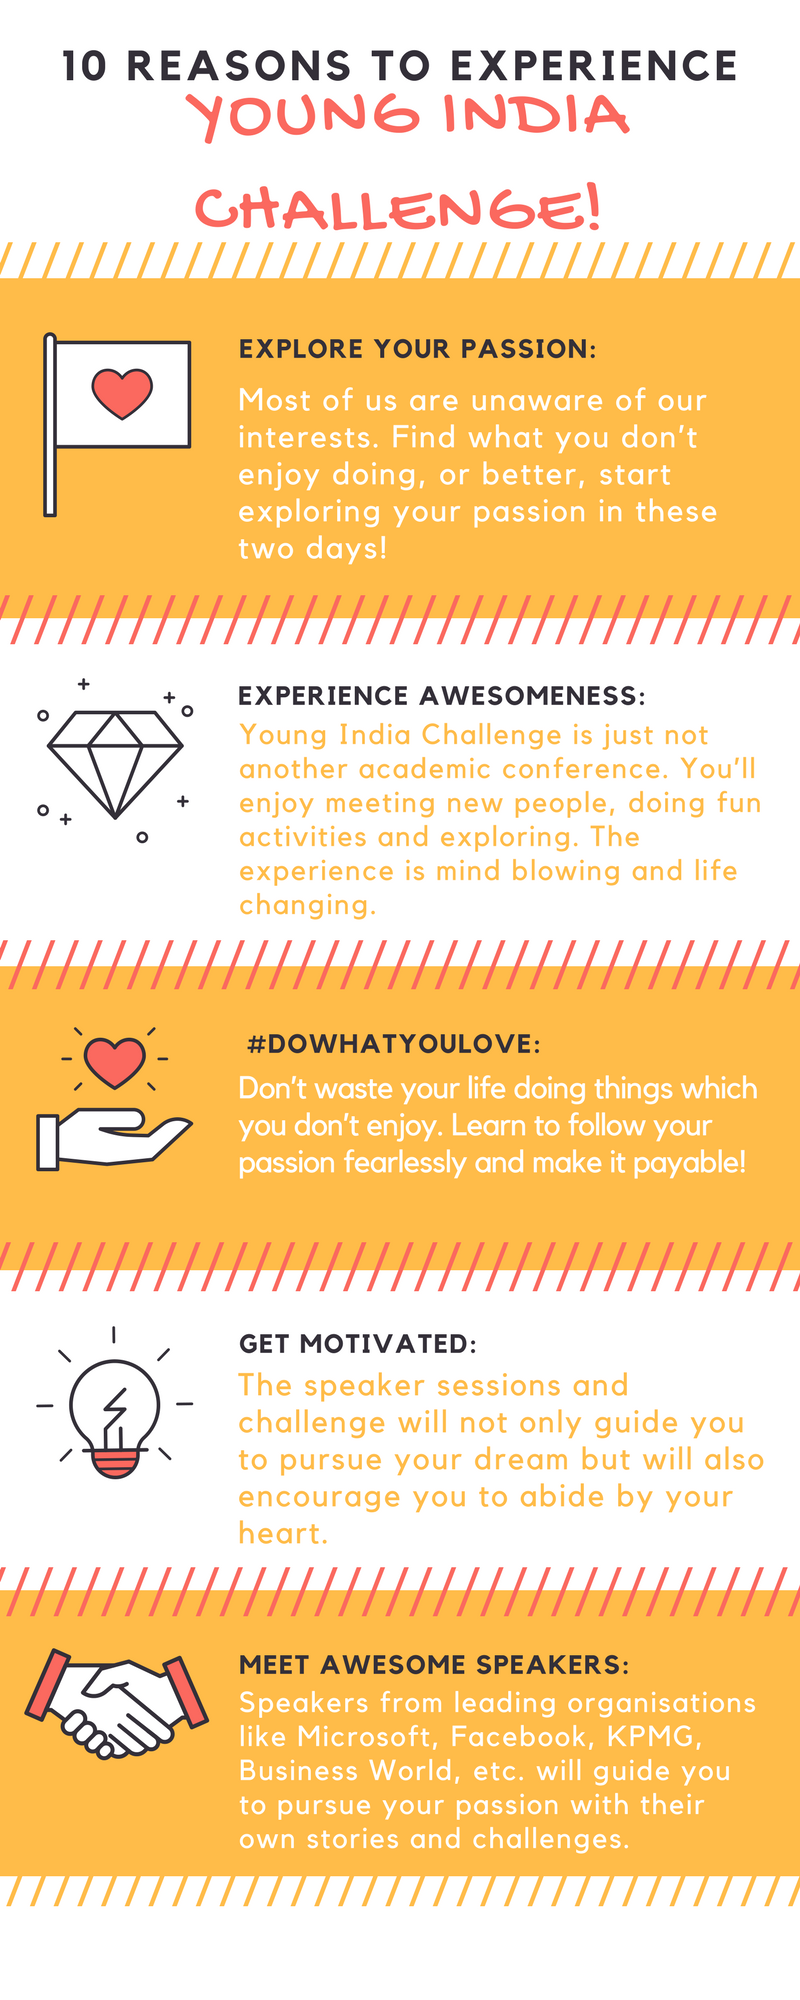 10 REASONS TO EXPERIENCE
YOUNG INDIA
CHALLENGE!
EXPLORE YOUR PASSION:
Most of us are unaware of our
interests. Find what you don't
enjoy doing, or better, start
exploring your passion in these
two days!
EXPERIENCE AWESOMENESS:
Young India Challenge is just not
another academic conference. You'll
enjoy meeting new people, doing fun
activities and exploring. The
experience is mind blowing and life
changing.
#DOWHATYOULOVE:
Don't waste your life doing things which
you don't enjoy. Learn to follow your
passion fearlessly and make it payable!
GET MOTIVATED:
The speaker sessions and
challenge will not only guide you
to pursue your dream but will also
encourage you to abide by your
heart.
MEET AWESOME SPEAKERS:
Speakers from leading organisations
like Microsoft, Facebook, KPMG,
Business World, etc. will guide you
to pursue your passion with their
own stories and challenges.